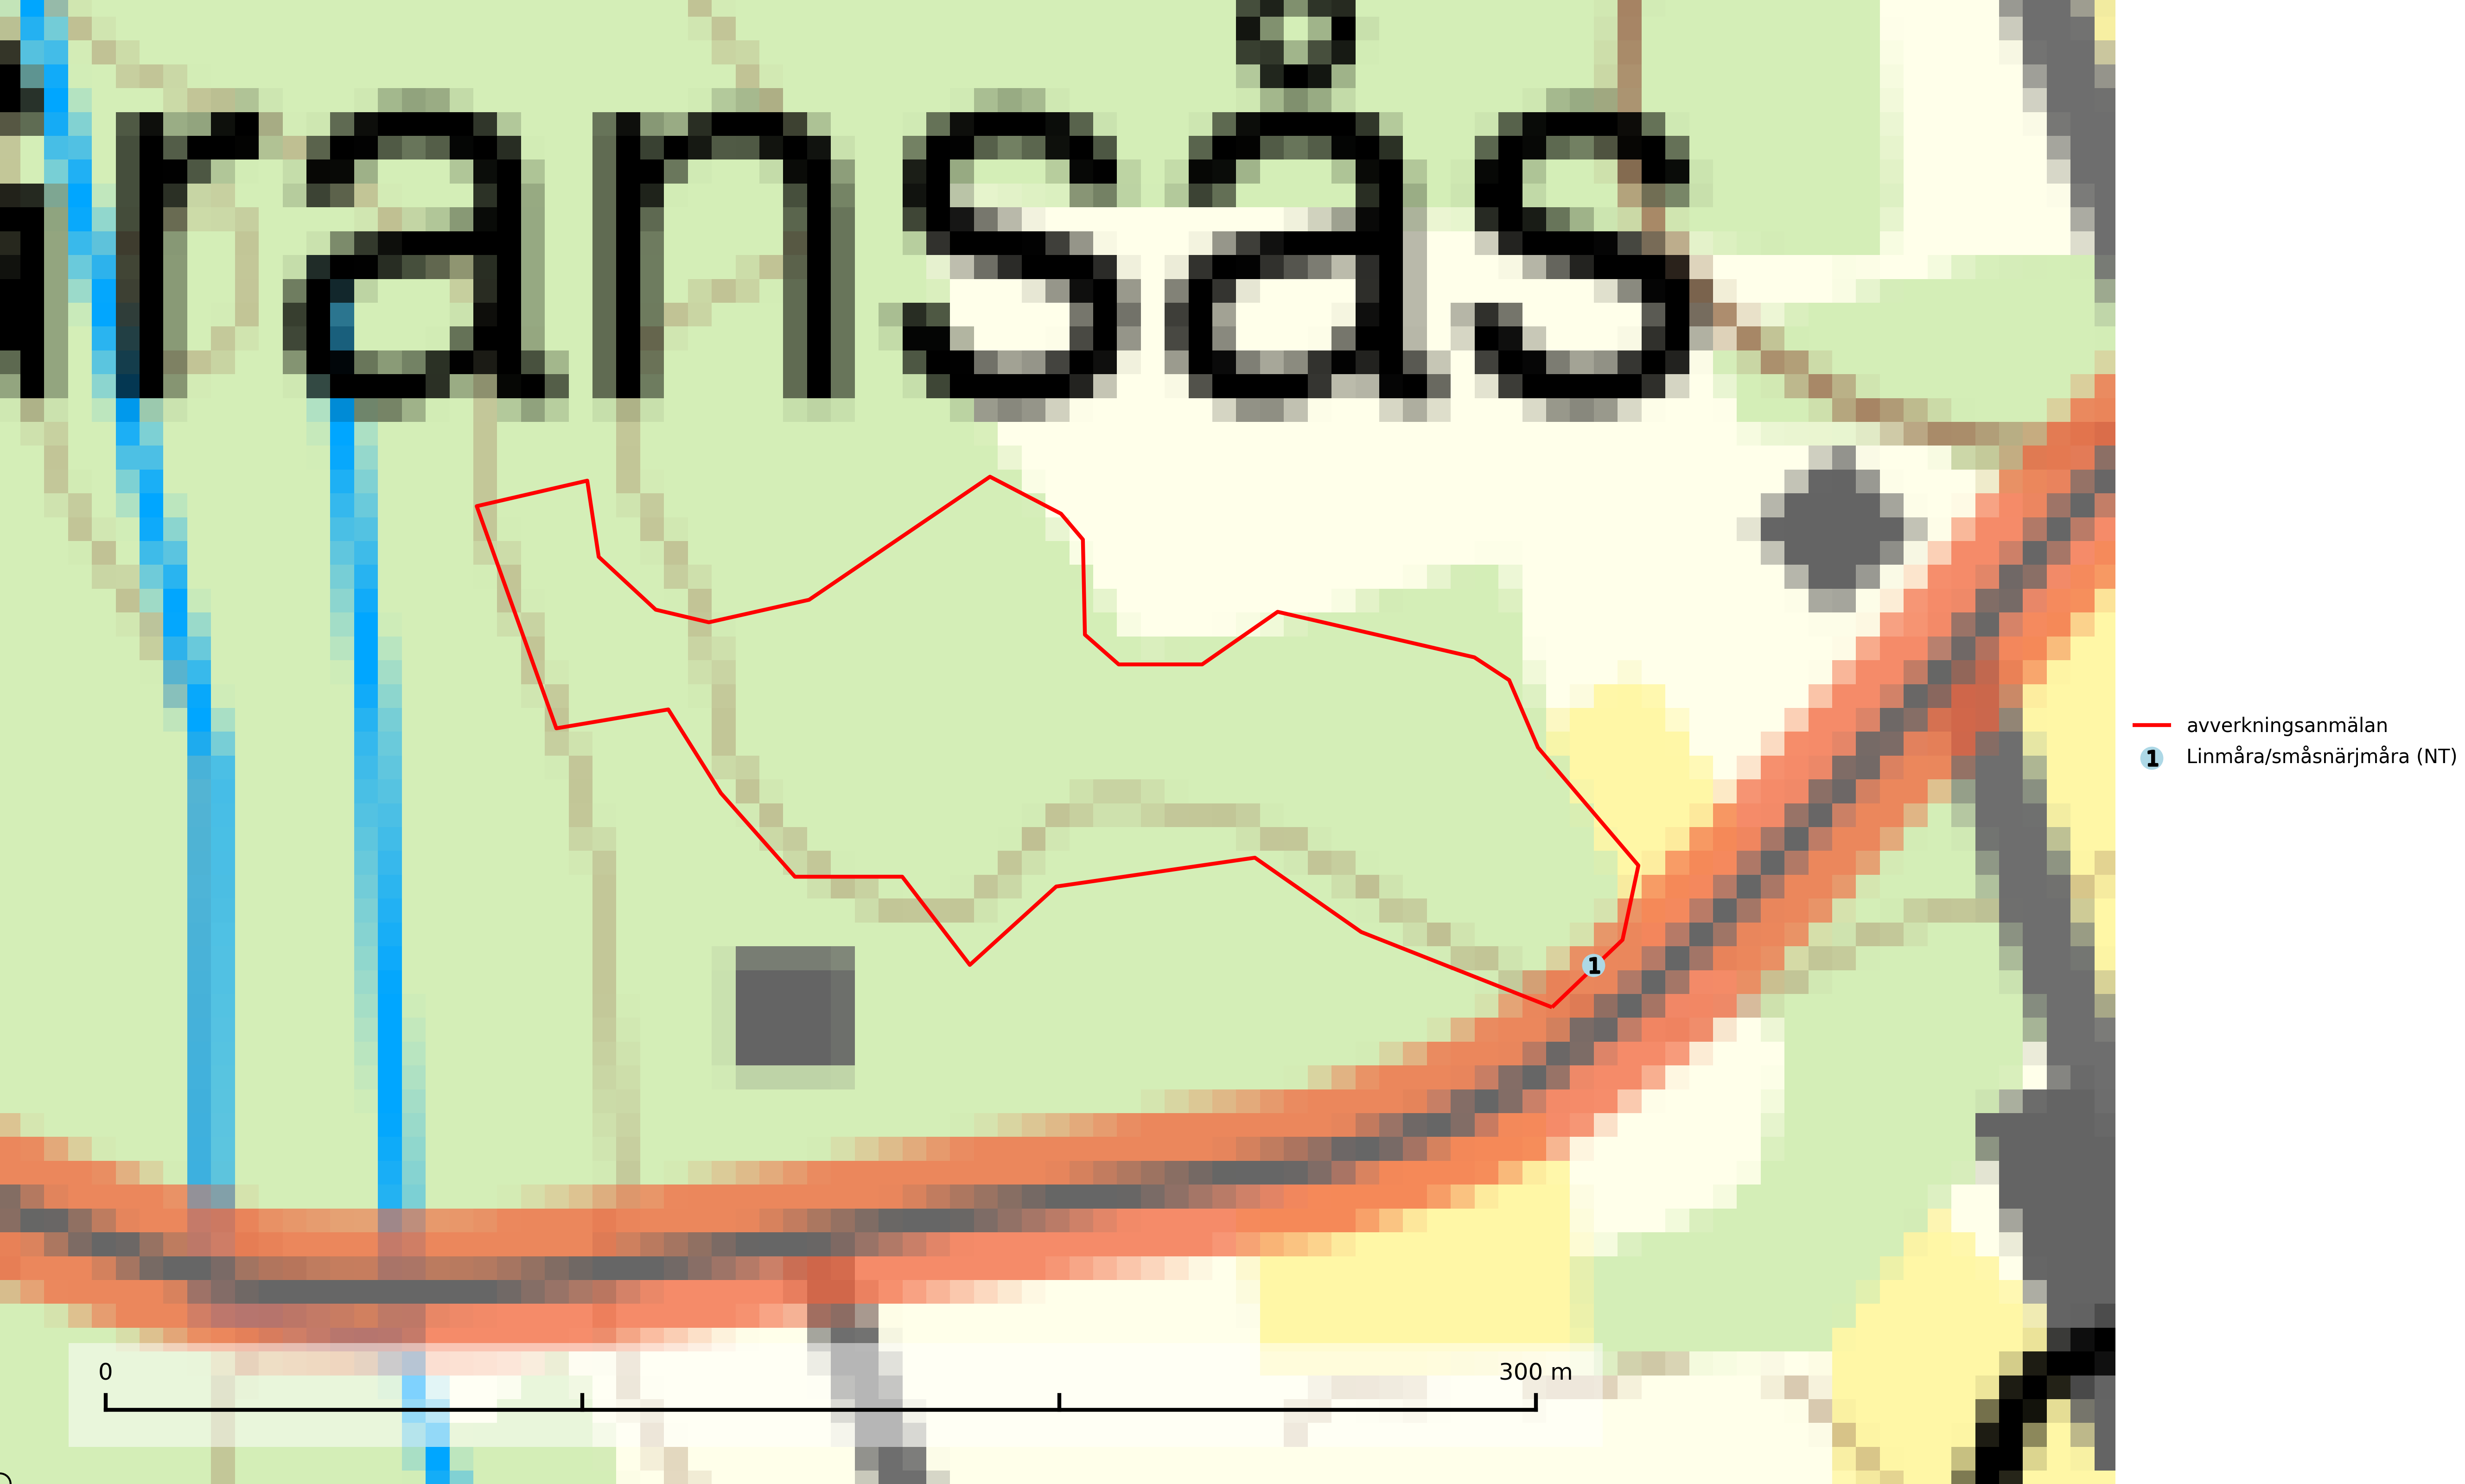 ransås
avverkningsanmälan
1 Linmåra/småsnärjmåra (NT)
1
0 300 m